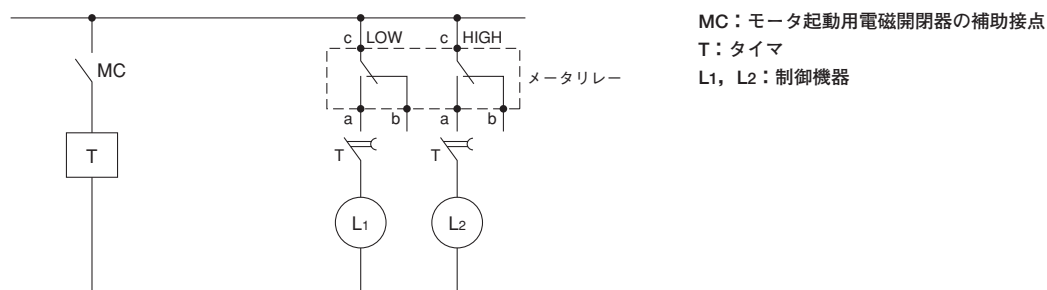 MC：モータ起動用電磁開閉器の補助接点
T：タイマ
L1，L2：制御機器
c LOW c HIGH
MC
メータリレー
a b a b
T T T
L1 L2